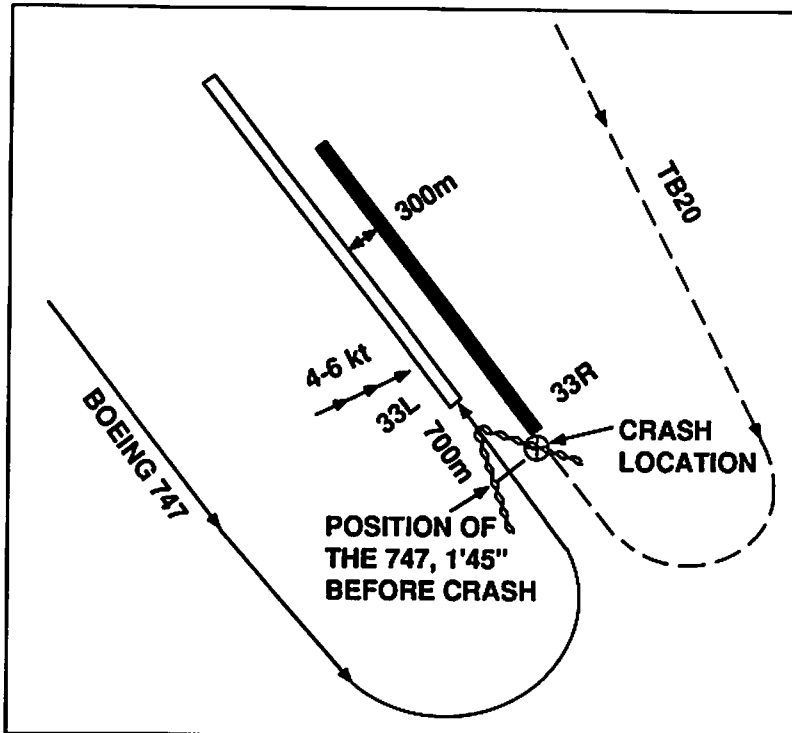 300m
TB20
4-6 kt
33L
700m
33R
BOEING 747
CRASH
LOCATION
POSITION OF
THE 747, 1'45"
BEFORE CRASH